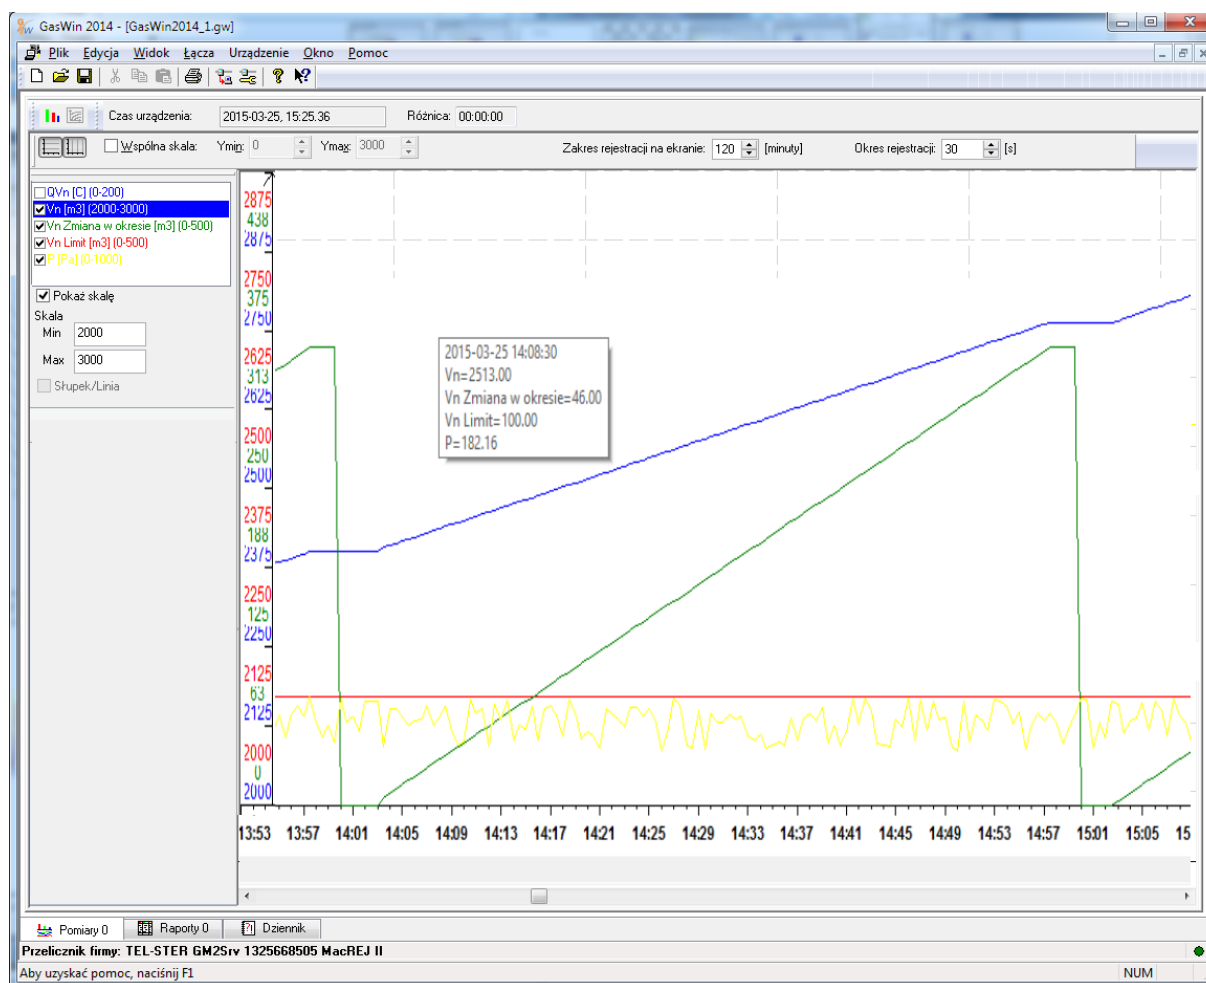 GasWin 2014 - [GasWin2014_1.gw]
Plik Edycja Widok Łącza Urządzenie Okno Pomoc
Czas urządzenia: 2015-03-25, 15:25.36 Różnica: 00:00:00
Wspólna skala: Ymin: 0 Ymax: 3000 Zakres rejestracji na ekranie: 120 [minuty] Okres rejestracji: 30 [s]
QVn [C] (0-200)
Vn [m3] (2000-3000)
Vn Zmiana w okresie [m3] (0-500)
Vn Limit [m3] (0-500)
P [Pa] (0-1000)
Pokaż skalę
Skala
Min 2000
Max 3000
Słupek/Linia
2875
438
2875
2750
375
2750
2625
313
2625
2500
250
2500
2375
188
2375
2250
125
2250
2125
63
2125
2000
0
2000
2015-03-25 14:08:30
Vn=2513.00
Vn Zmiana w okresie=46.00
Vn Limit=100.00
P=182.16
13:53 13:57 14:01 14:05 14:09 14:13 14:17 14:21 14:25 14:29 14:33 14:37 14:41 14:45 14:49 14:53 14:57 15:01 15:05 15
Pomiary 0 Raporty 0 Dziennik
Przelicznik firmy: TEL-STER GM2Srv 1325668505 MacREJ II
Aby uzyskać pomoc, naciśnij F1 NUM